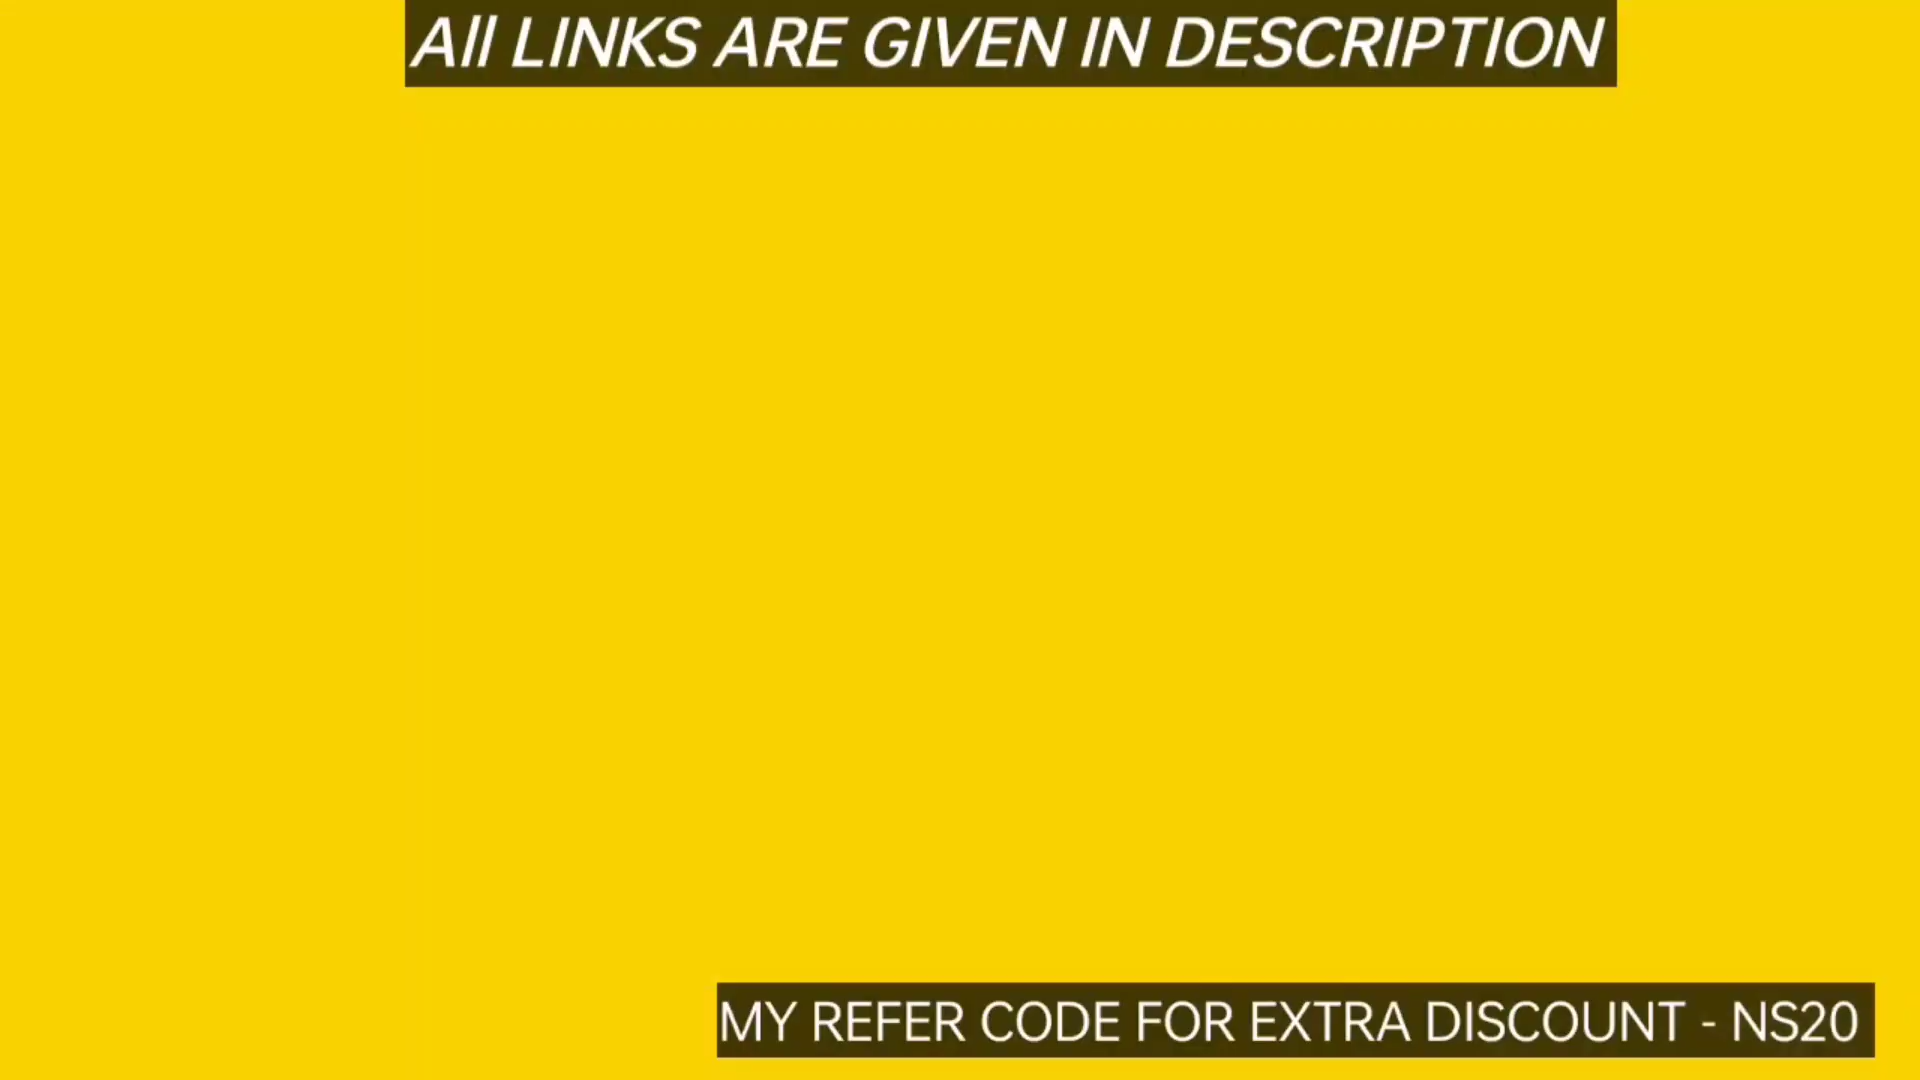 All LINKS ARE GIVEN IN DESCRIPTION
MY REFER CODE FOR EXTRA DISCOUNT - NS20